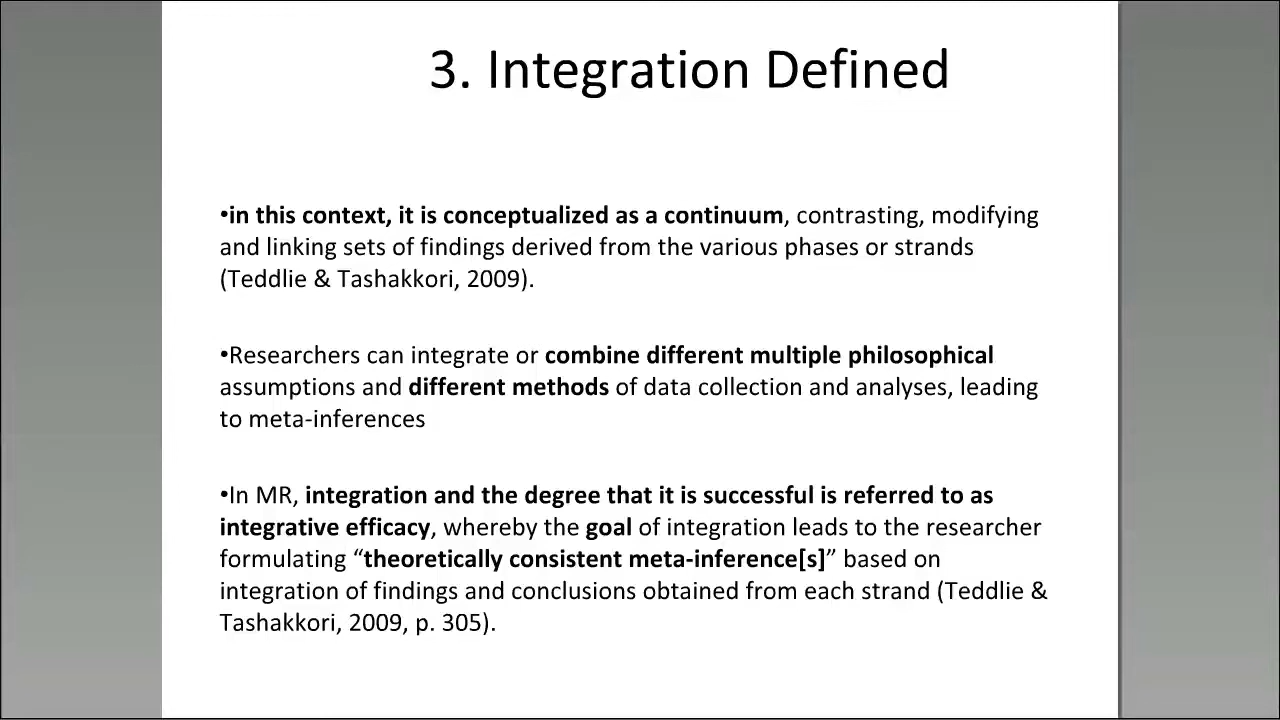 3. Integration Defined
•in this context, it is conceptualized as a continuum, contrasting, modifying
and linking sets of findings derived from the various phases or strands
(Teddlie & Tashakkori, 2009).
•Researchers can integrate or combine different multiple philosophical
assumptions and different methods of data collection and analyses, leading
to meta-inferences
•In MR, integration and the degree that it is successful is referred to as
integrative efficacy, whereby the goal of integration leads to the researcher
formulating “theoretically consistent meta-inference[s]” based on
integration of findings and conclusions obtained from each strand (Teddlie &
Tashakkori, 2009, p. 305).